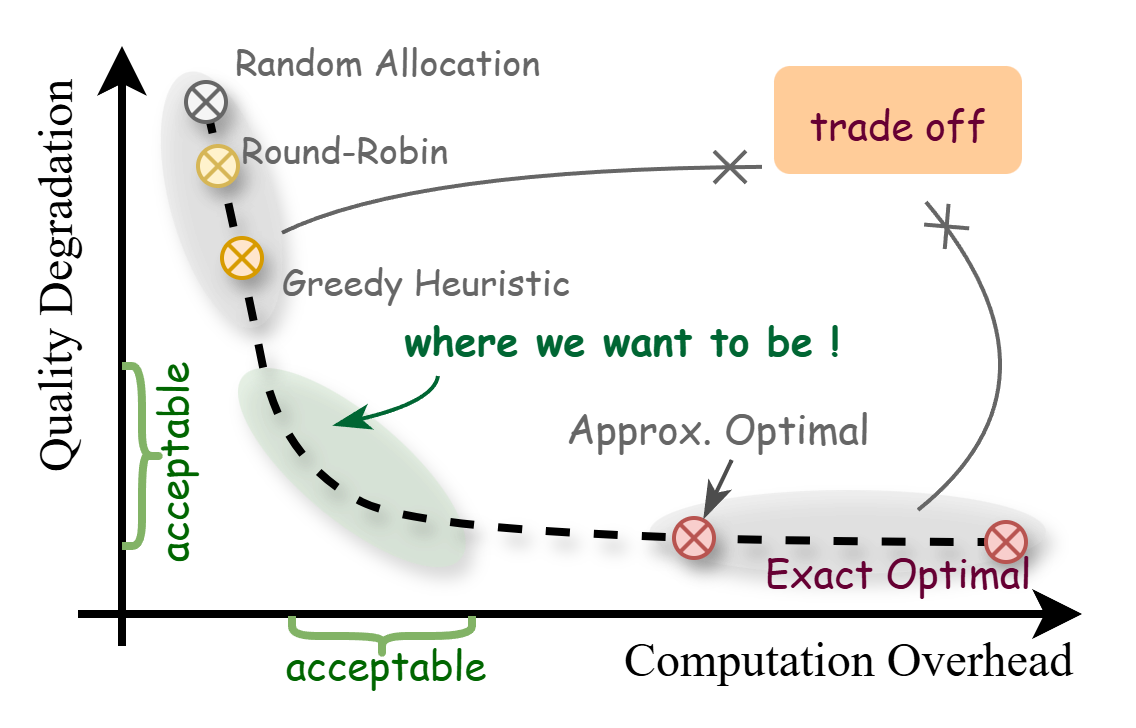 Random Allocation
trade off
Round-Robin
Quality Degradation
Greedy Heuristic
where we want to be !
acceptable
Approx. Optimal
Exact Optimal
acceptable
Computation Overhead